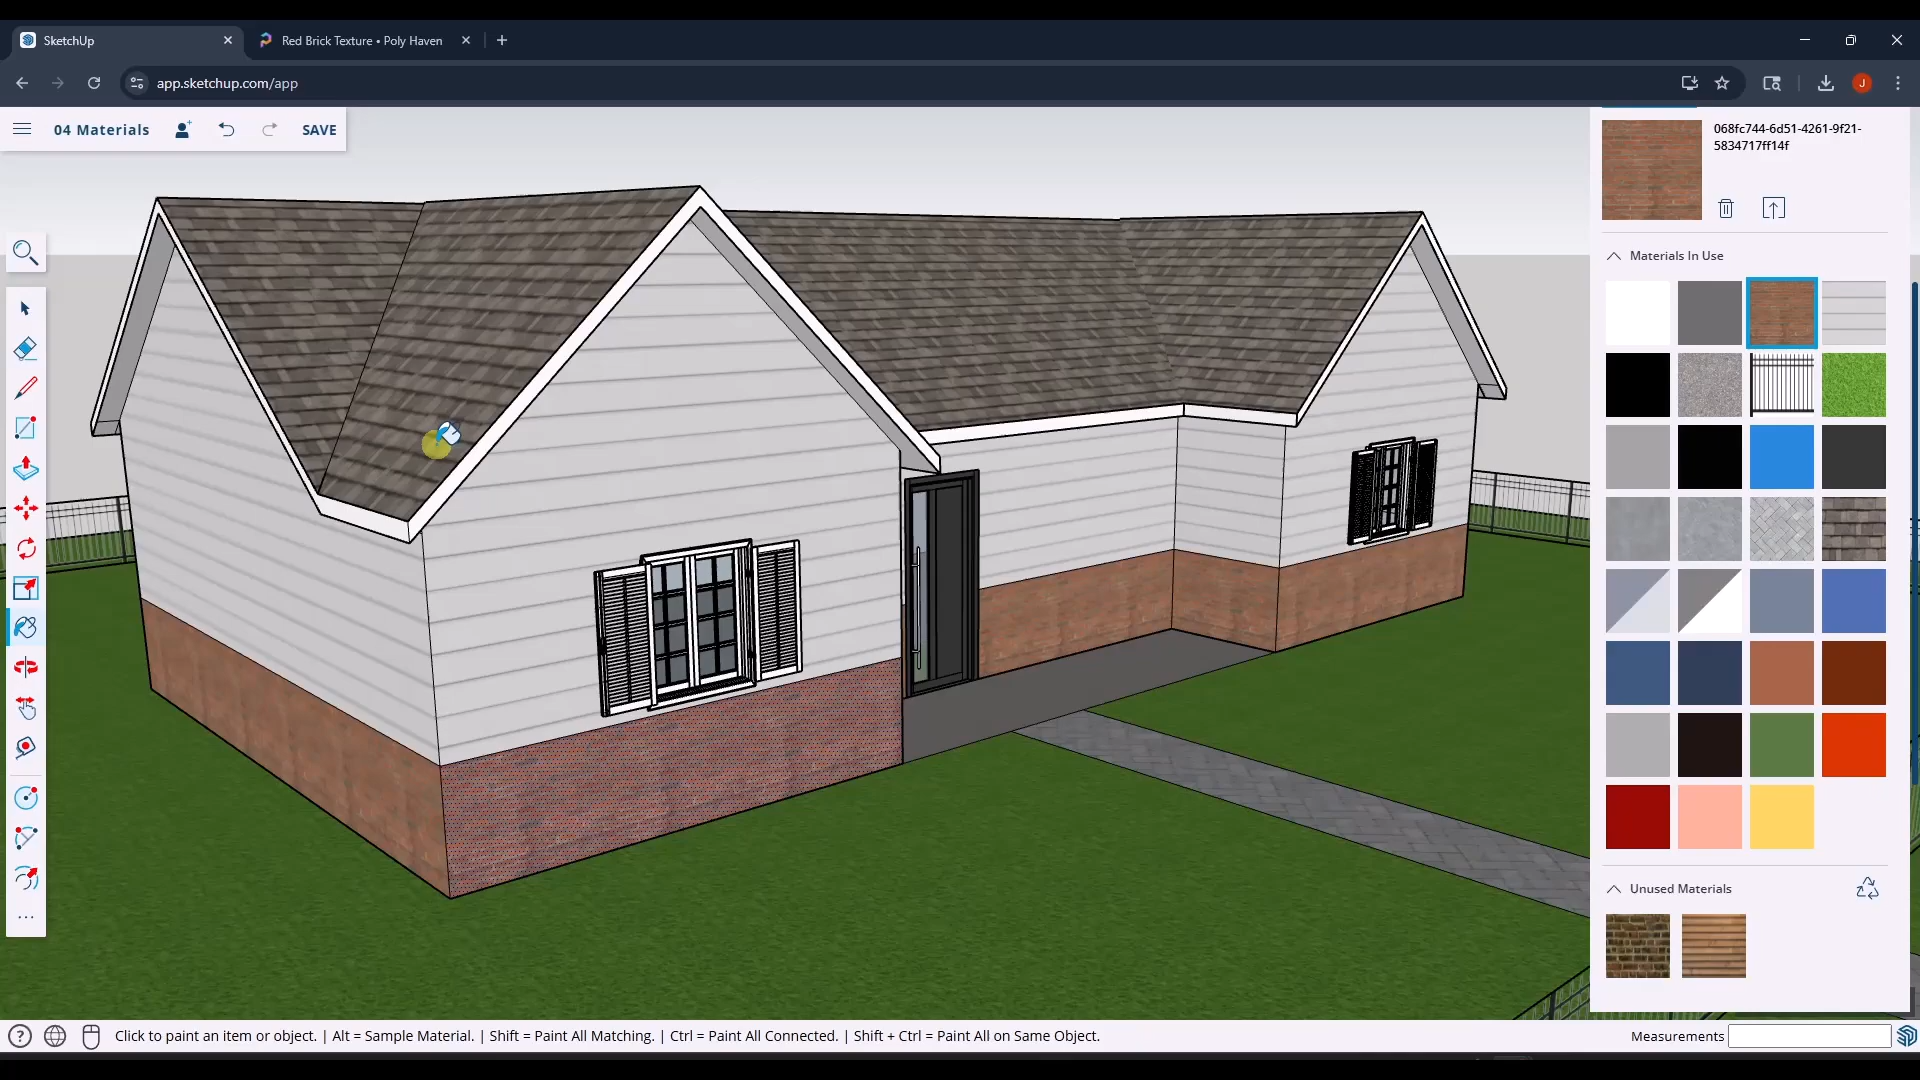 SketchUp
Red Brick Texture • Poly Haven
app.sketchup.com/app
J
04 Materials
SAVE
068fc744-6d51-4261-9f21-
5834717ff14f
Materials In Use
Unused Materials
Click to paint an item or object. | Alt = Sample Material. | Shift = Paint All Matching. | Ctrl = Paint All Connected. | Shift + Ctrl = Paint All on Same Object.
Measurements